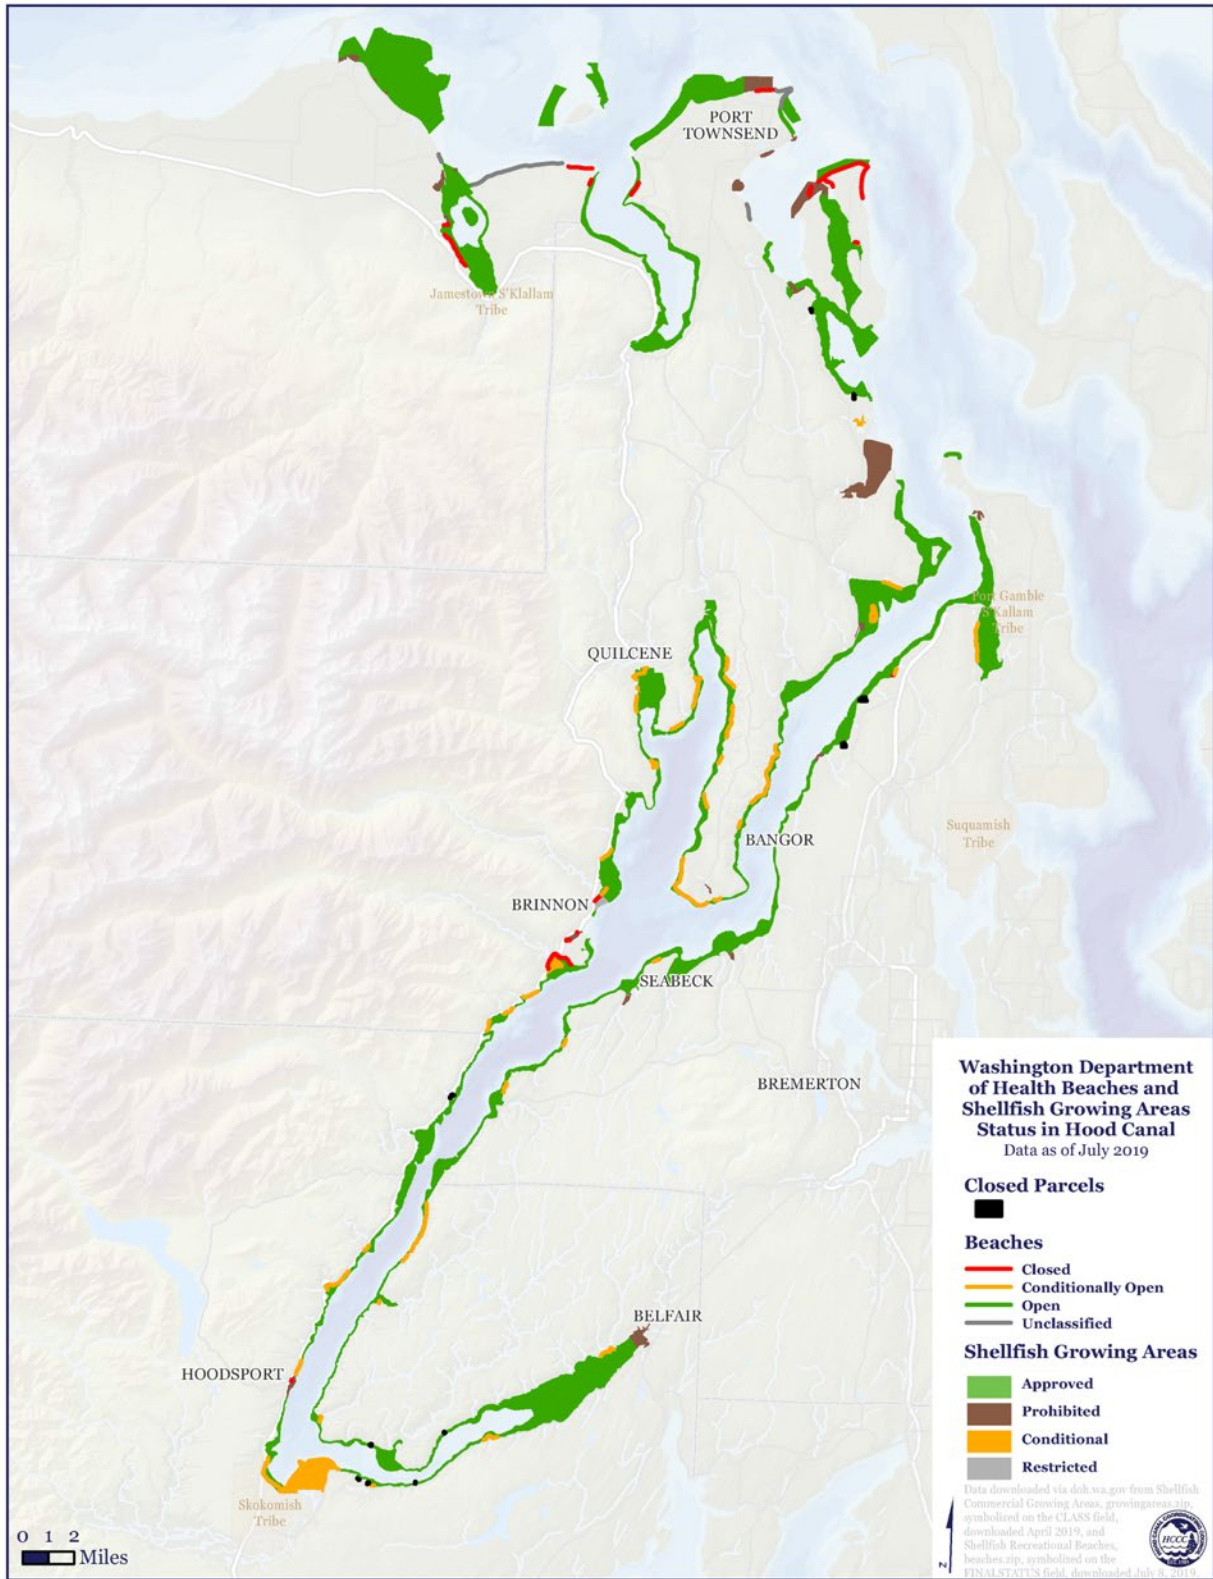 PORT
TOWNSEND
Jamestown S'Klallam
Tribe
Port Gamble
S'Kallam
Tribe
QUILCENE
Suquamish
Tribe
BANGOR
BRINNON
SEABECK
BREMERTON
BELFAIR
HOODSPORT
Skokomish
Tribe
0 1 2
Miles
Washington Department
of Health Beaches and
Shellfish Growing Areas
Status in Hood Canal
Data as of July 2019
Closed Parcels
Beaches
Closed
Conditionally Open
Open
Unclassified
Shellfish Growing Areas
Approved
Prohibited
Conditional
Restricted
Data downloaded via doh.wa.gov from Shellfish
Commercial Growing Areas, growingareas.zip,
symbolized on the CLASS field,
downloaded April 2019, and
Shellfish Recreational Beaches,
beaches.zip, symbolized on the
FINALSTATUS field, downloaded July 8, 2019.
N
HCCC